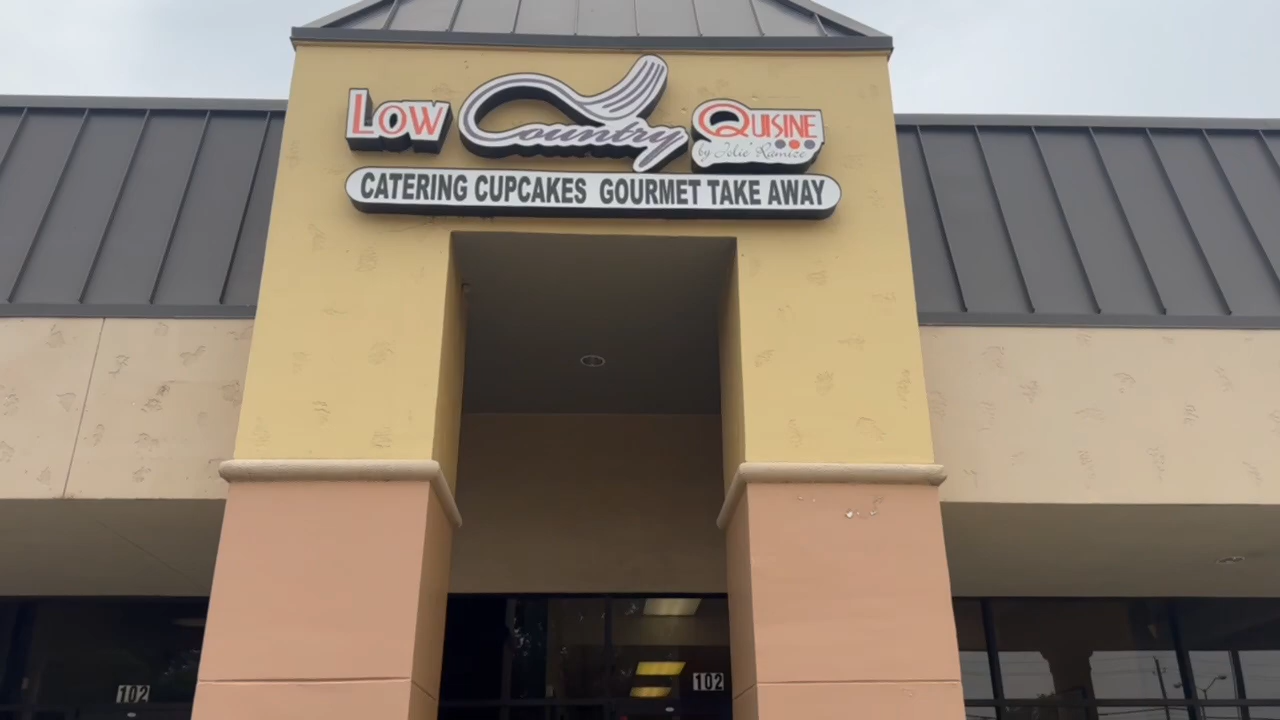 Low Country Quisine
by Jolie Ramize
CATERING CUPCAKES GOURMET TAKE AWAY
102
102